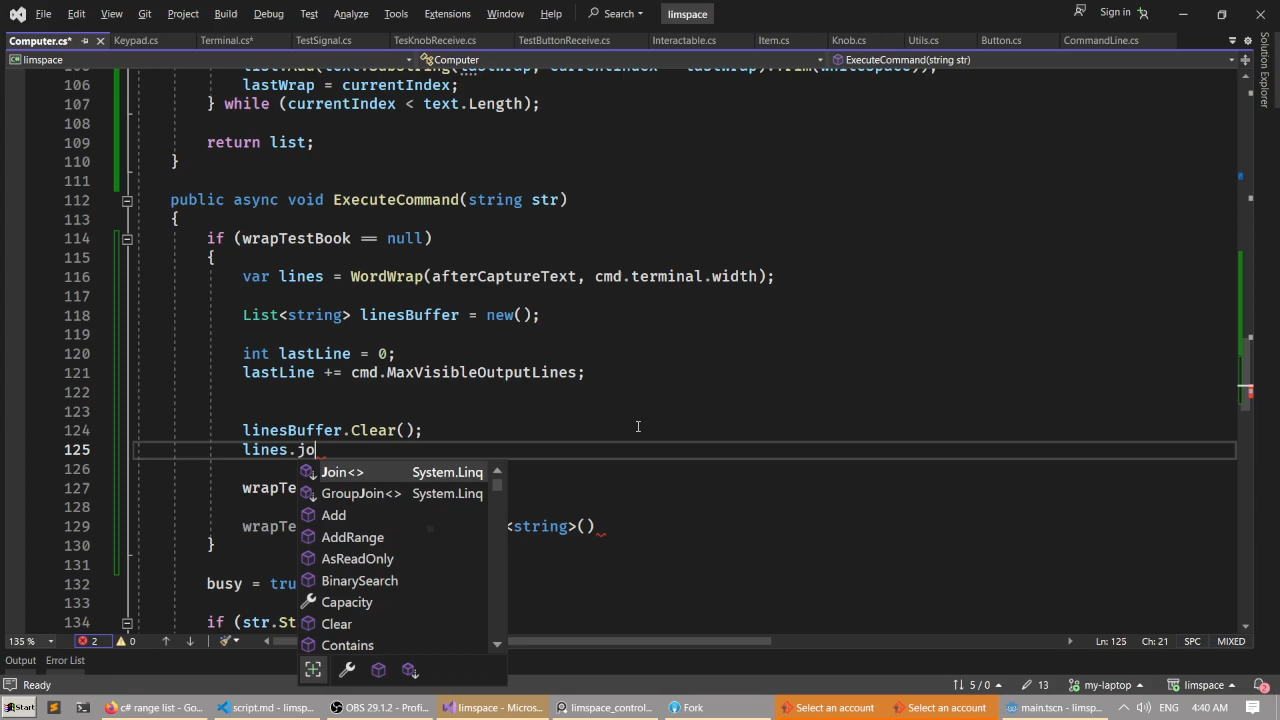 File Edit View Git Project Build Debug Test Analyze Tools Extensions Window Help Search limspace Sign in
Computer.cs* Keypad.cs Terminal.cs* TestSignal.cs TesKnobReceive.cs TestButtonReceive.cs Interactable.cs Item.cs Knob.cs Utils.cs Button.cs CommandLine.cs
limspace Computer ExecuteCommand(string str)
Solution Explorer
106 lastWrap = currentIndex;
107 } while (currentIndex < text.Length);
108
109 return list;
110 }
111
112 public async void ExecuteCommand(string str)
113 {
114 if (wrapTestBook == null)
115 {
116 var lines = WordWrap(afterCaptureText, cmd.terminal.width);
117
118 List<string> linesBuffer = new();
119
120 int lastLine = 0;
121 lastLine += cmd.MaxVisibleOutputLines;
122
123
124 linesBuffer.Clear();
125 lines.jo
126 Join<> System.Linq
GroupJoin<> System.Linq
127 wrapTe
Add
128
129 wrapTe AddRange <string>()
130 } AsReadOnly
131 BinarySearch
132 busy = tru
Capacity
133 Clear
134 if (str.St
Contains
135 % 2 0 Ln: 125 Ch: 21 SPC MIXED
Output Error List
Ready 5 / 0 13 my-laptop limspace 2
Start c# range list - Go... script.md - limsp... OBS 29.1.2 - Profi... limspace - Micros... limspace_control... Fork Select an account Select an account main.tscn - limsp... ENG 4:40 AM